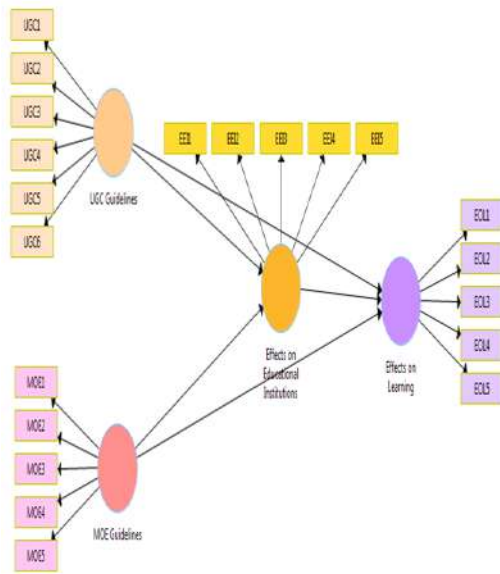 UGC1
UGC2
UGC3
UGC4
UGC5
UGC6
UGC Guidelines
EEI1
EEI2
EEI3
EEI4
EEI5
Effects on
Educational
Institutions
EOL1
EOL2
EOL3
EOL4
EOL5
Effects on
Learning
MOE1
MOE2
MOE3
MOE4
MOE5
MOE Guidelines